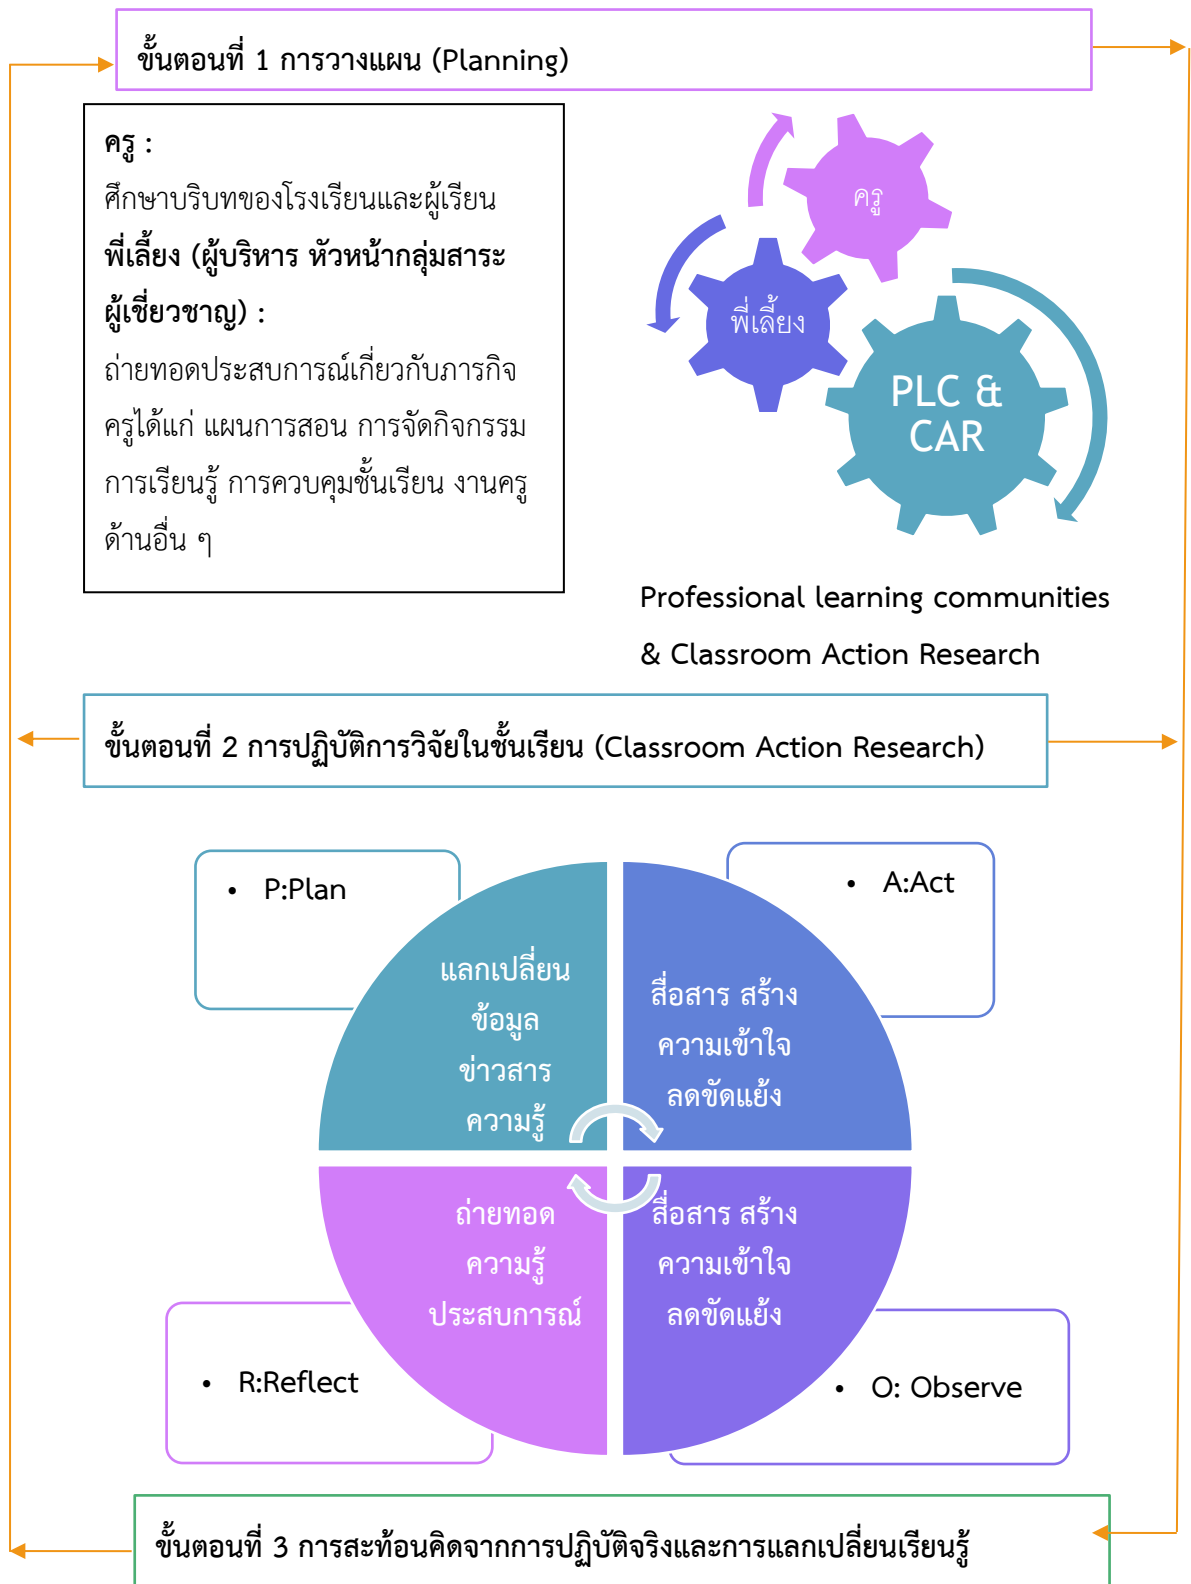 ขั้นตอนที่ 1 การวางแผน (Planning)
ครู :
ศึกษาบริบทของโรงเรียนและผู้เรียน
พี่เลี้ยง (ผู้บริหาร หัวหน้ากลุ่มสาระ
ผู้เชี่ยวชาญ) :
ถ่ายทอดประสบการณ์เกี่ยวกับภารกิจ
ครูได้แก่ แผนการสอน การจัดกิจกรรม
การเรียนรู้ การควบคุมชั้นเรียน งานครู
ด้านอื่น ๆ
ครู
พี่เลี้ยง
PLC &
CAR
Professional learning communities
& Classroom Action Research
ขั้นตอนที่ 2 การปฏิบัติการวิจัยในชั้นเรียน (Classroom Action Research)
• P:Plan
• A:Act
แลกเปลี่ยน
ข้อมูล
ข่าวสาร
ความรู้
สื่อสาร สร้าง
ความเข้าใจ
ลดขัดแย้ง
ถ่ายทอด
ความรู้
ประสบการณ์
สื่อสาร สร้าง
ความเข้าใจ
ลดขัดแย้ง
• R:Reflect
• O: Observe
ขั้นตอนที่ 3 การสะท้อนคิดจากการปฏิบัติจริงและการแลกเปลี่ยนเรียนรู้